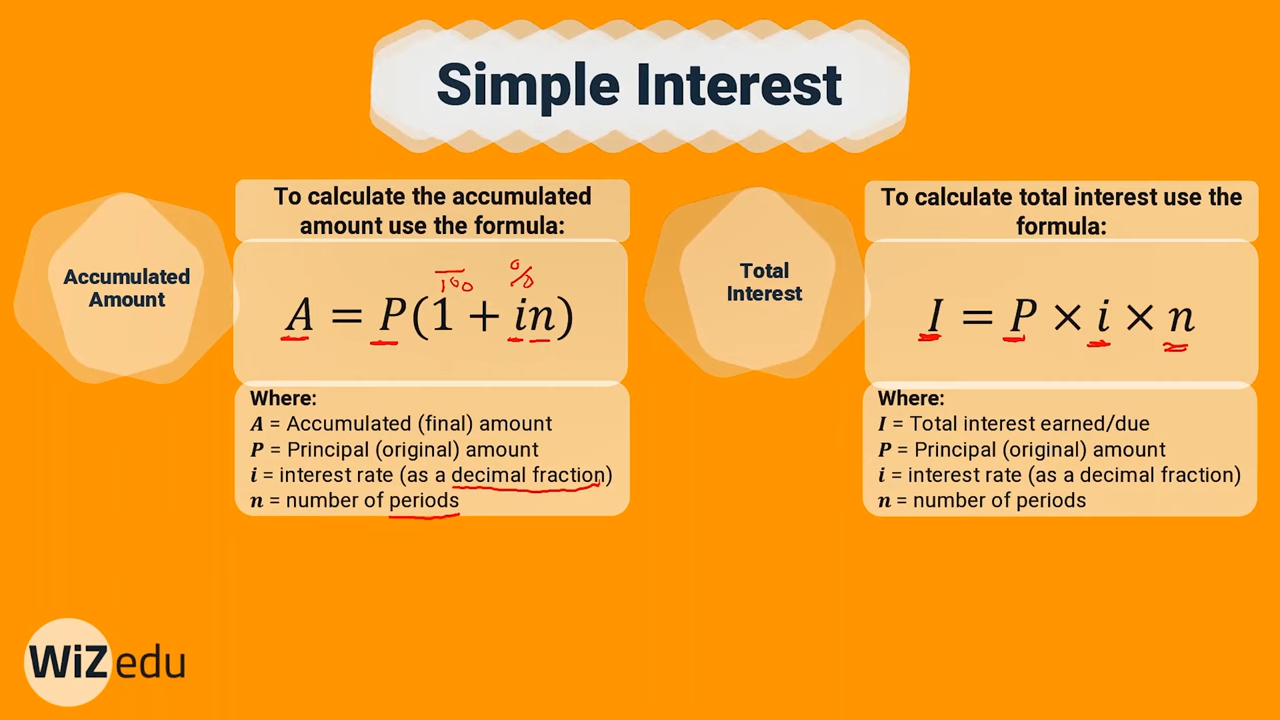 Simple Interest
Accumulated
Amount
To calculate the accumulated
amount use the formula:
100
%
A = P(1 + in)
Where:
A = Accumulated (final) amount
P = Principal (original) amount
i = interest rate (as a decimal fraction)
n = number of periods
Total
Interest
To calculate total interest use the
formula:
I = P × i × n
Where:
I = Total interest earned/due
P = Principal (original) amount
i = interest rate (as a decimal fraction)
n = number of periods
WiZedu